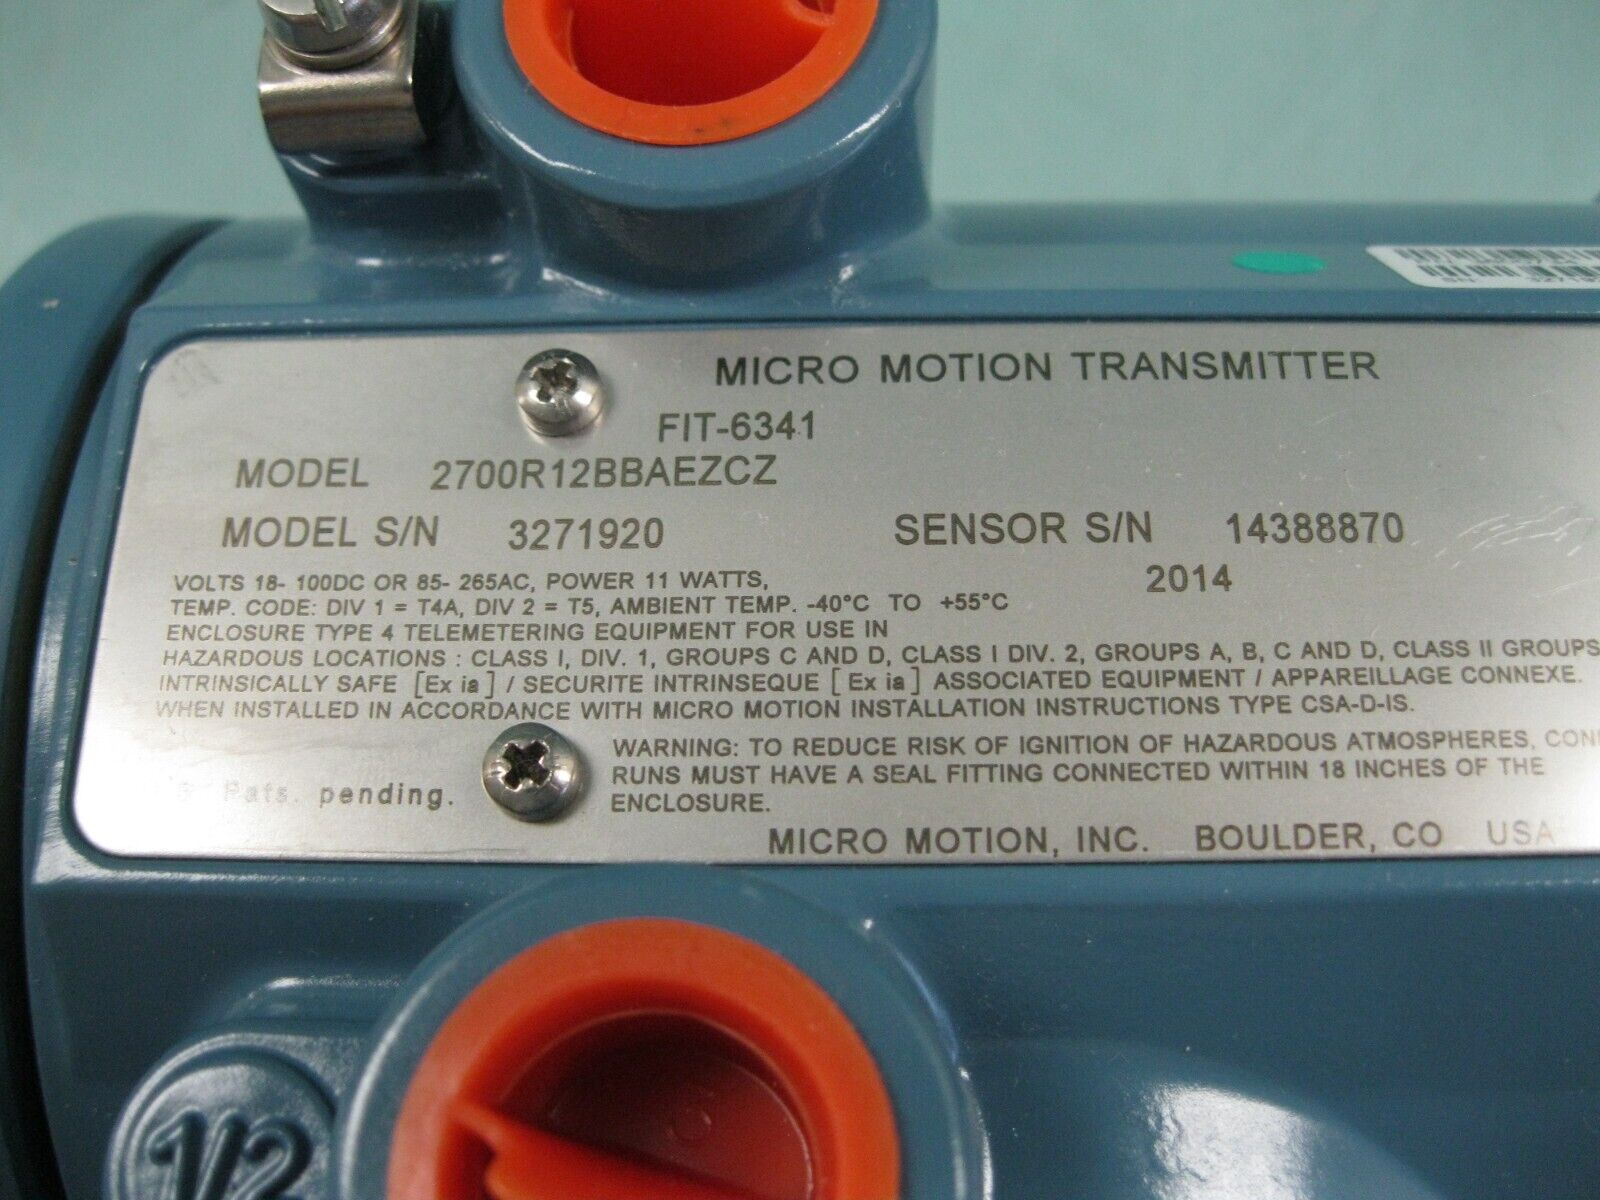 MICRO MOTION TRANSMITTER
FIT-6341
MODEL 2700R12BBAEZCZ
MODEL S/N 3271920 SENSOR S/N 14388870
VOLTS 18- 100DC OR 85- 265AC, POWER 11 WATTS, 2014
TEMP. CODE: DIV 1 = T4A, DIV 2 = T5, AMBIENT TEMP. -40°C TO +55°C
ENCLOSURE TYPE 4 TELEMETERING EQUIPMENT FOR USE IN
HAZARDOUS LOCATIONS : CLASS I, DIV. 1, GROUPS C AND D, CLASS I DIV. 2, GROUPS A, B, C AND D, CLASS II GROUPS
INTRINSICALLY SAFE [Ex ia] / SECURITE INTRINSEQUE [Ex ia] ASSOCIATED EQUIPMENT / APPAREILLAGE CONNEXE.
WHEN INSTALLED IN ACCORDANCE WITH MICRO MOTION INSTALLATION INSTRUCTIONS TYPE CSA-D-IS.
WARNING: TO REDUCE RISK OF IGNITION OF HAZARDOUS ATMOSPHERES,
RUNS MUST HAVE A SEAL FITTING CONNECTED WITHIN 18 INCHES OF THE
ENCLOSURE.
Pats. pending.
MICRO MOTION, INC. BOULDER, CO USA
1/2